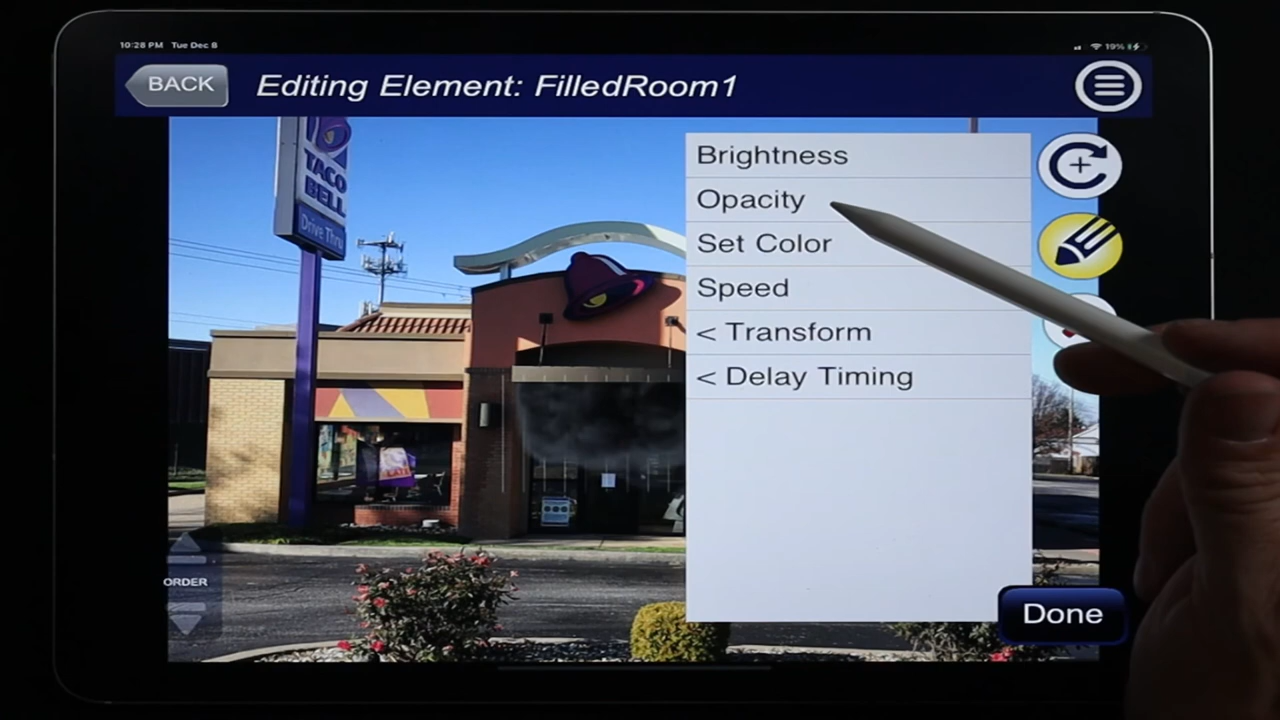 10:28 PM Tue Dec 8
19%
BACK
Editing Element: FilledRoom1
TACO
BELL
Drive Thru
Brightness
Opacity
Set Color
Speed
< Transform
< Delay Timing
ORDER
Done